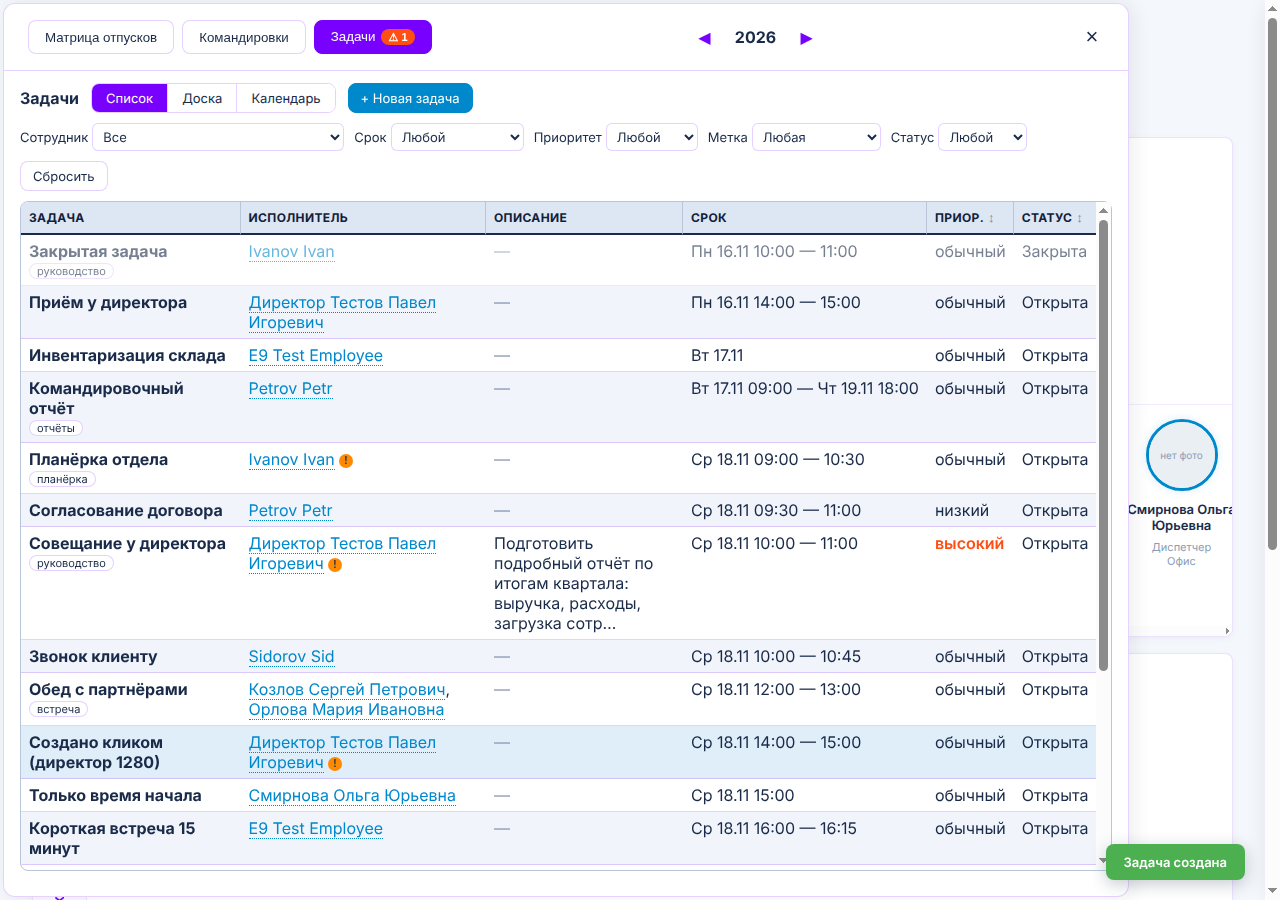 Матрица отпусков Командировки Задачи ⚠ 1 ◀ 2026 ▶ ×
Задачи Список Доска Календарь + Новая задача
Сотрудник Все Срок Любой Приоритет Любой Метка Любая Статус Любой
Сбросить
ЗАДАЧА ИСПОЛНИТЕЛЬ ОПИСАНИЕ СРОК ПРИОР. ↕ СТАТУС ↕
Закрытая задача Ivanov Ivan — Пн 16.11 10:00 — 11:00 обычный Закрыта
руководство
Приём у директора Директор Тестов Павел — Пн 16.11 14:00 — 15:00 обычный Открыта
Игоревич
Инвентаризация склада E9 Test Employee — Вт 17.11 обычный Открыта
Командировочный Petrov Petr — Вт 17.11 09:00 — Чт 19.11 18:00 обычный Открыта
отчёт
отчёты
Планёрка отдела Ivanov Ivan ! — Ср 18.11 09:00 — 10:30 обычный Открыта
планёрка
Согласование договора Petrov Petr — Ср 18.11 09:30 — 11:00 низкий Открыта
Совещание у директора Директор Тестов Павел Подготовить Ср 18.11 10:00 — 11:00 высокий Открыта
руководство Игоревич ! подробный отчёт по
итогам квартала:
выручка, расходы,
загрузка сотр...
Звонок клиенту Sidorov Sid — Ср 18.11 10:00 — 10:45 обычный Открыта
Обед с партнёрами Козлов Сергей Петрович, — Ср 18.11 12:00 — 13:00 обычный Открыта
встреча Орлова Мария Ивановна
Создано кликом Директор Тестов Павел — Ср 18.11 14:00 — 15:00 обычный Открыта
(директор 1280) Игоревич !
Только время начала Смирнова Ольга Юрьевна — Ср 18.11 15:00 обычный Открыта
Короткая встреча 15 E9 Test Employee — Ср 18.11 16:00 — 16:15 обычный Открыта
минут
нет фото
Смирнова Ольга
Юрьевна
Диспетчер
Офис
Задача создана